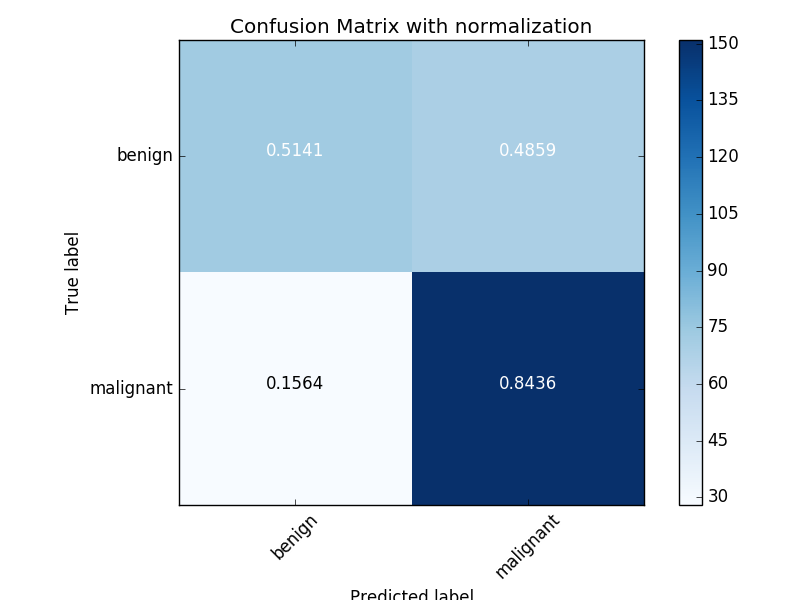 Confusion Matrix with normalization
benign
0.5141
0.4859
malignant
0.1564
0.8436
True label
benign
malignant
Predicted label
150
135
120
105
90
75
60
45
30